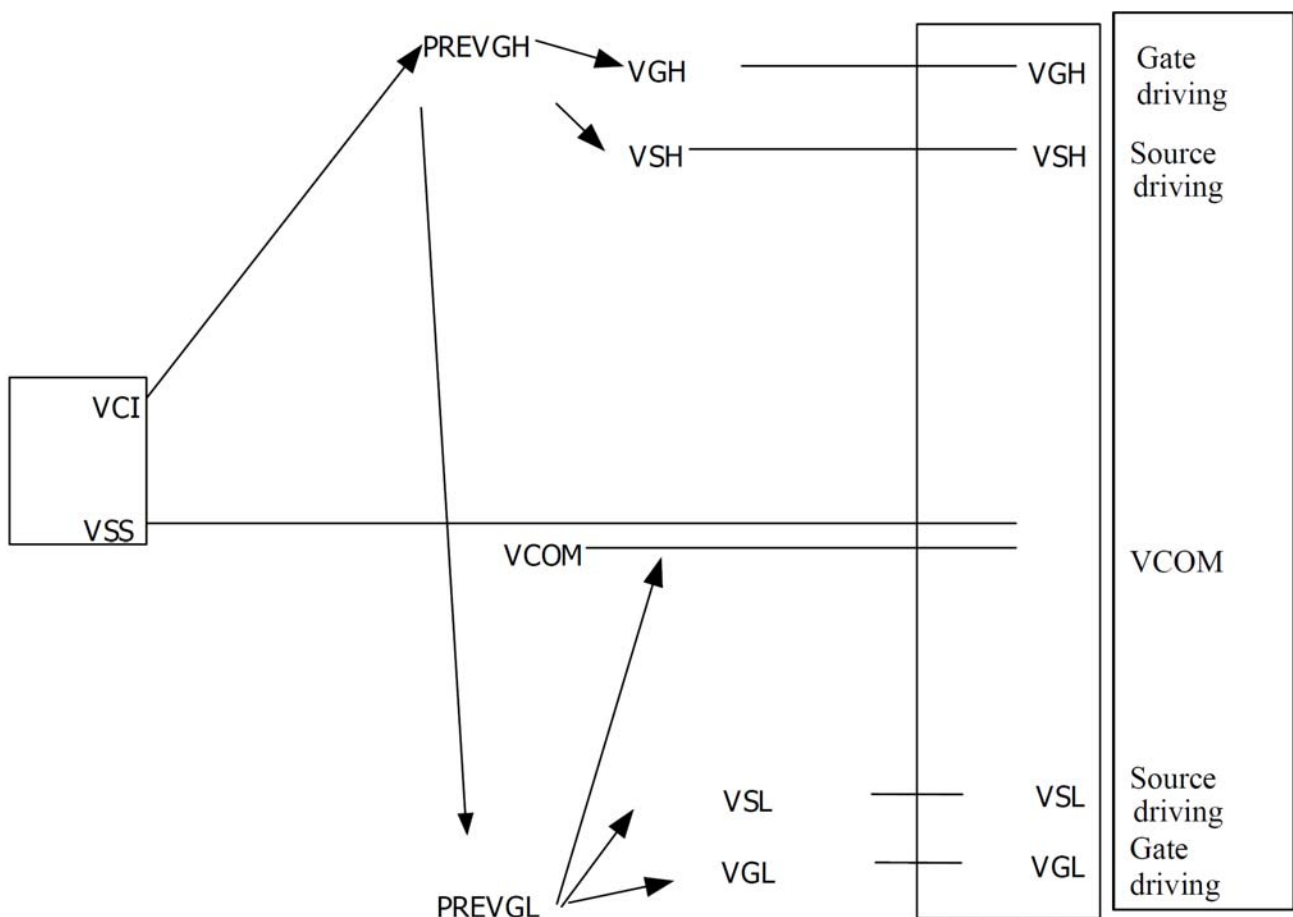 PREVGH
VGH
VGH
Gate
driving
VSH
VSH
Source
driving
VCI
VSS
VCOM
VCOM
VSL
VSL
Source
driving
VGL
VGL
Gate
driving
PREVGL